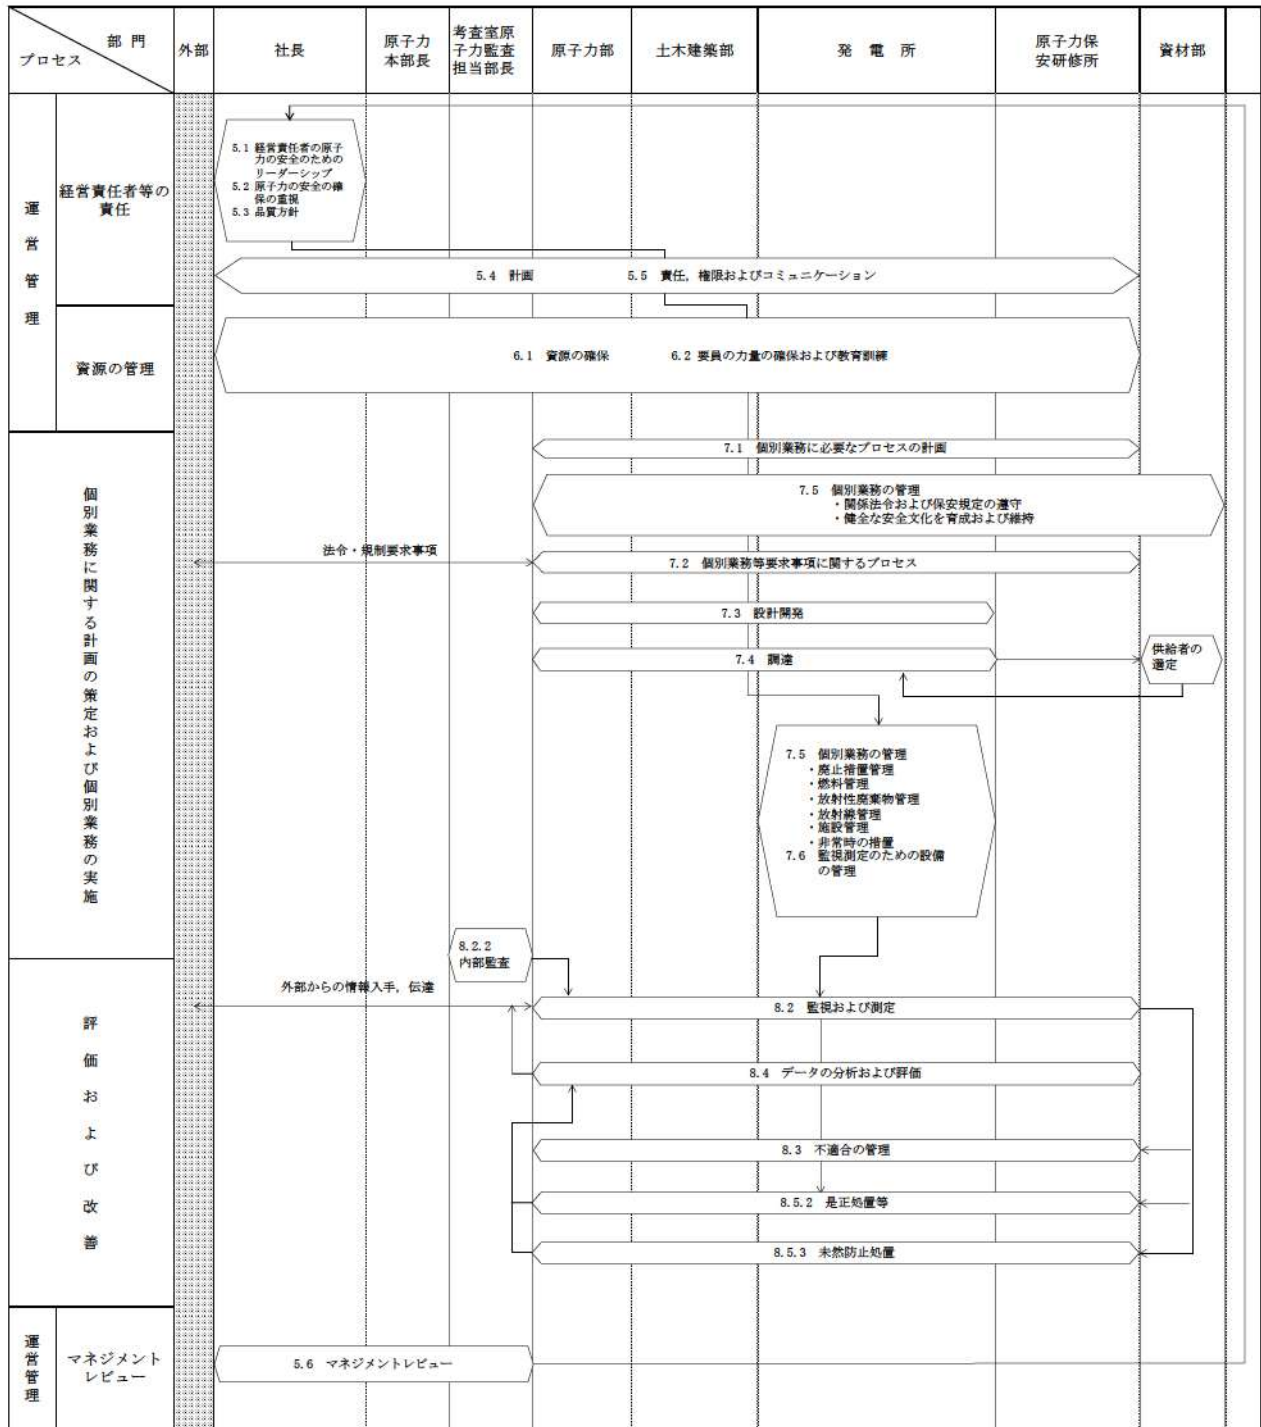 部 門
プロセス
外部
社長
原子力
本部長
考査室原
子力監査
担当部長
原子力部
土木建築部
発 電 所
原子力保
安研修所
資材部
運営管理
経営責任者等の
責任
5.1 経営責任者の原子
力の安全のための
リーダーシップ
5.2 原子力の安全の確
保の重視
5.3 品質方針
5.4 計画
5.5 責任，権限およびコミュニケーション
資源の管理
6.1 資源の確保
6.2 要員の力量の確保および教育訓練
個別業務に関する計画の策定および個別業務の実施
7.1 個別業務に必要なプロセスの計画
7.5 個別業務の管理
・関係法令および保安規定の遵守
・健全な安全文化を育成および維持
法令・規制要求事項
7.2 個別業務等要求事項に関するプロセス
7.3 設計開発
7.4 調達
供給者の
選定
7.5 個別業務の管理
・廃止措置管理
・燃料管理
・放射性廃棄物管理
・放射線管理
・施設管理
・非常時の措置
7.6 監視測定のための設備
の管理
8.2.2
内部監査
評価および改善
外部からの情報入手，伝達
8.2 監視および測定
8.4 データの分析および評価
8.3 不適合の管理
8.5.2 是正処置等
8.5.3 未然防止処置
運営管理
マネジメント
レビュー
5.6 マネジメントレビュー